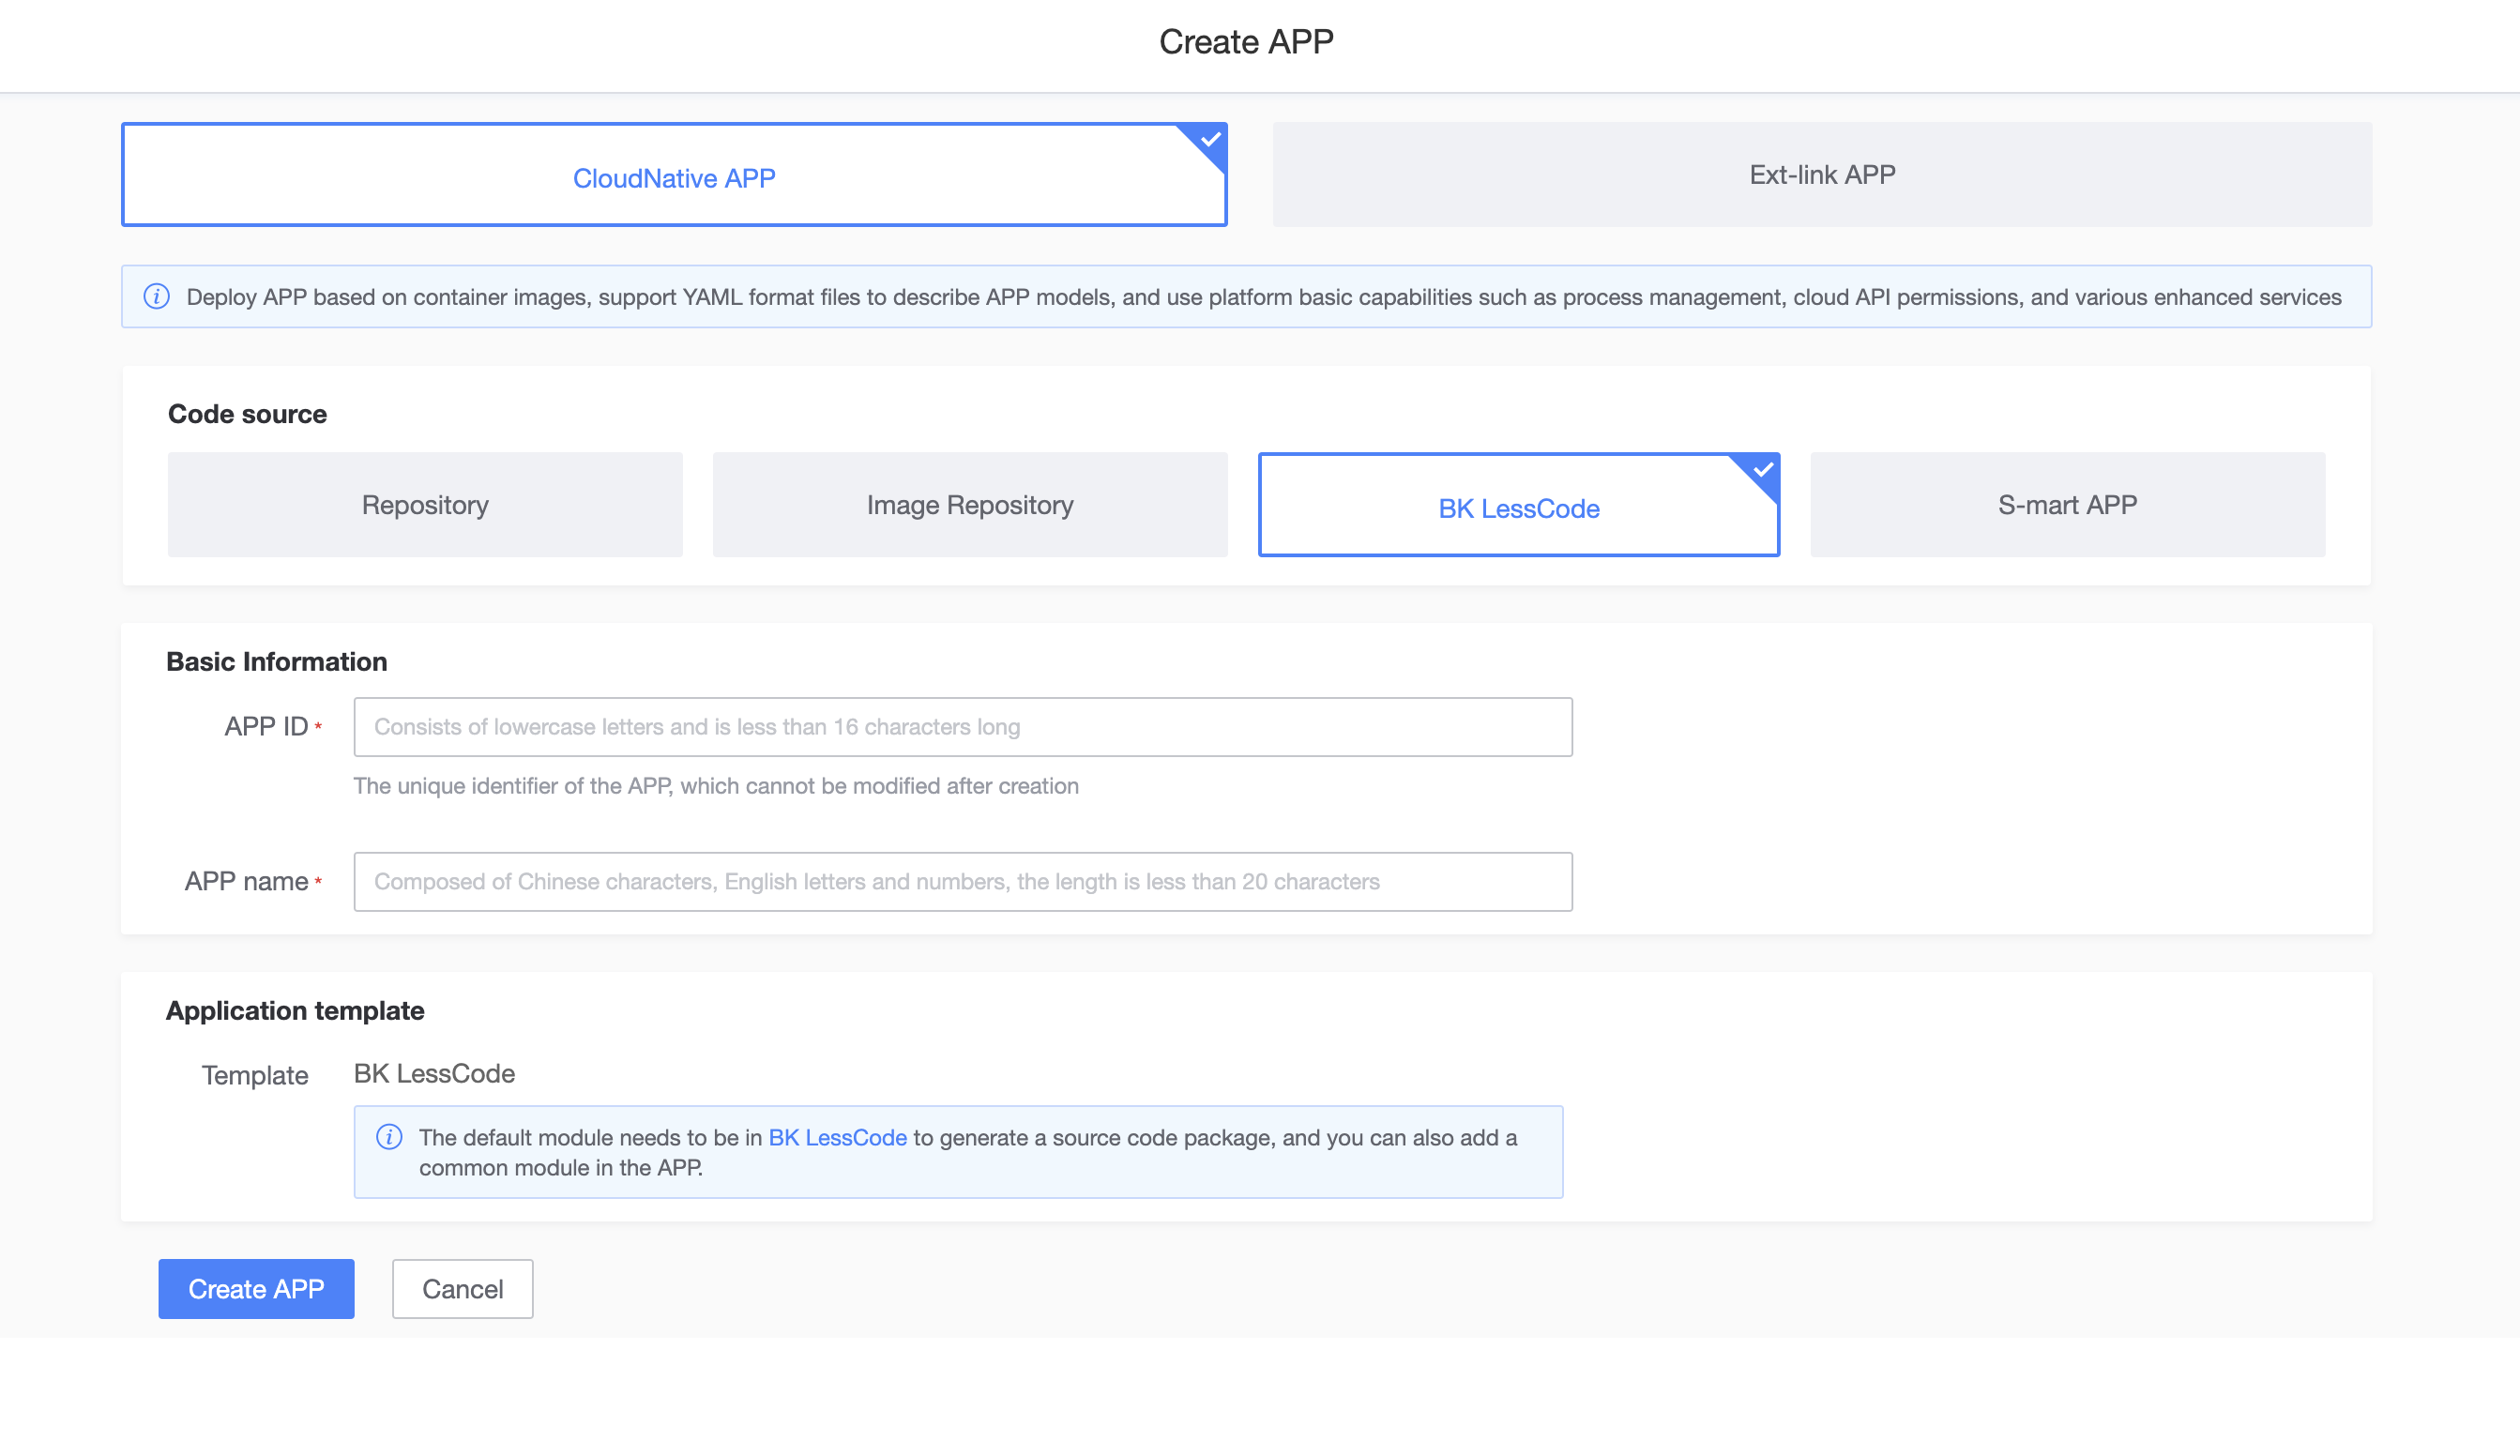 Create APP
CloudNative APP
Ext-link APP
Deploy APP based on container images, support YAML format files to describe APP models, and use platform basic capabilities such as process management, cloud API permissions, and various enhanced services
Code source
Repository
Image Repository
BK LessCode
S-mart APP
Basic Information
APP ID *
Consists of lowercase letters and is less than 16 characters long
The unique identifier of the APP, which cannot be modified after creation
APP name *
Composed of Chinese characters, English letters and numbers, the length is less than 20 characters
Application template
Template
BK LessCode
The default module needs to be in BK LessCode to generate a source code package, and you can also add a
common module in the APP.
Create APP
Cancel